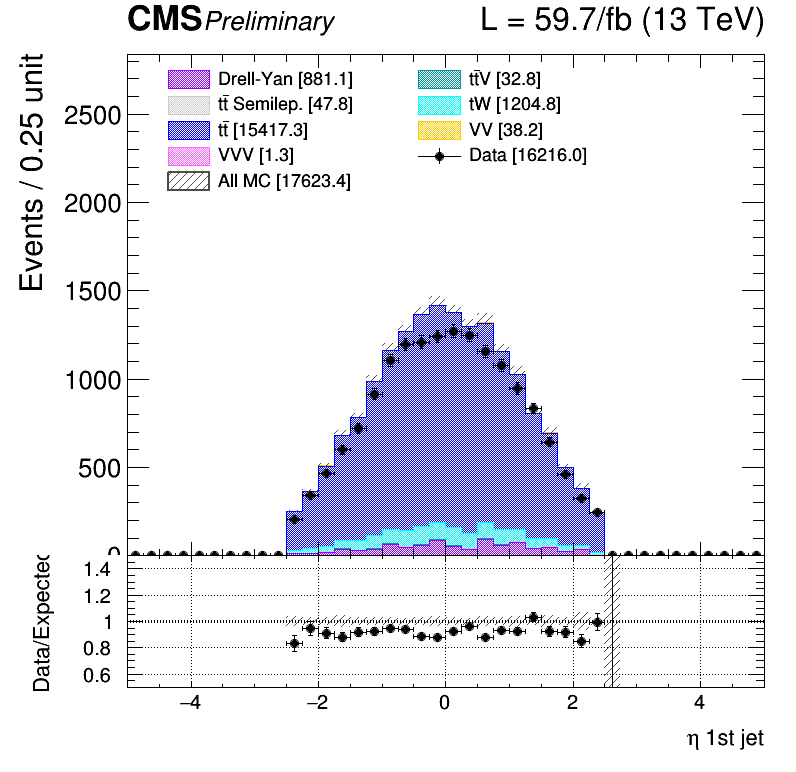 CMS Preliminary L = 59.7/fb (13 TeV)
Events / 0.25 unit
Drell-Yan [881.1]
tt̄ Semilep. [47.8]
tt̄ [15417.3]
VVV [1.3]
All MC [17623.4]
tt̄V [32.8]
tW [1204.8]
VV [38.2]
Data [16216.0]
2500
2000
1500
1000
500
0
Data/Expected
1.4
1.2
1
0.8
0.6
−4 −2 0 2 4
η 1st jet